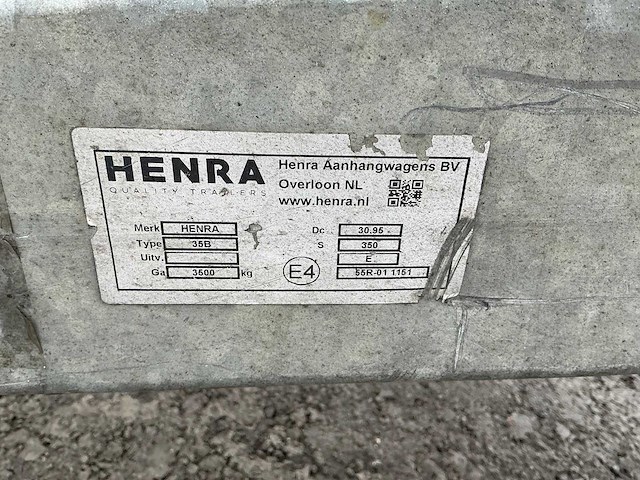 HENRA
QUALITY TRAILERS
Henra Aanhangwagens BV
Overloon NL
www.henra.nl
Merk HENRA
Type 35B
Uitv. 
Ga 3500 kg
Dc 30.95
S 350
E
E4 55R-01 1151